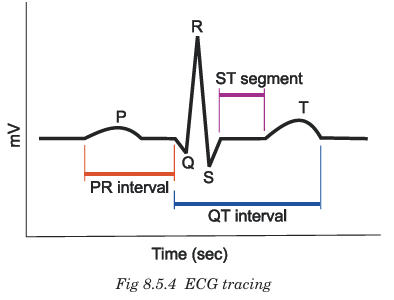 R
ST segment
P
T
mV
Q
S
PR interval
QT interval
Time (sec)
Fig 8.5.4 ECG tracing